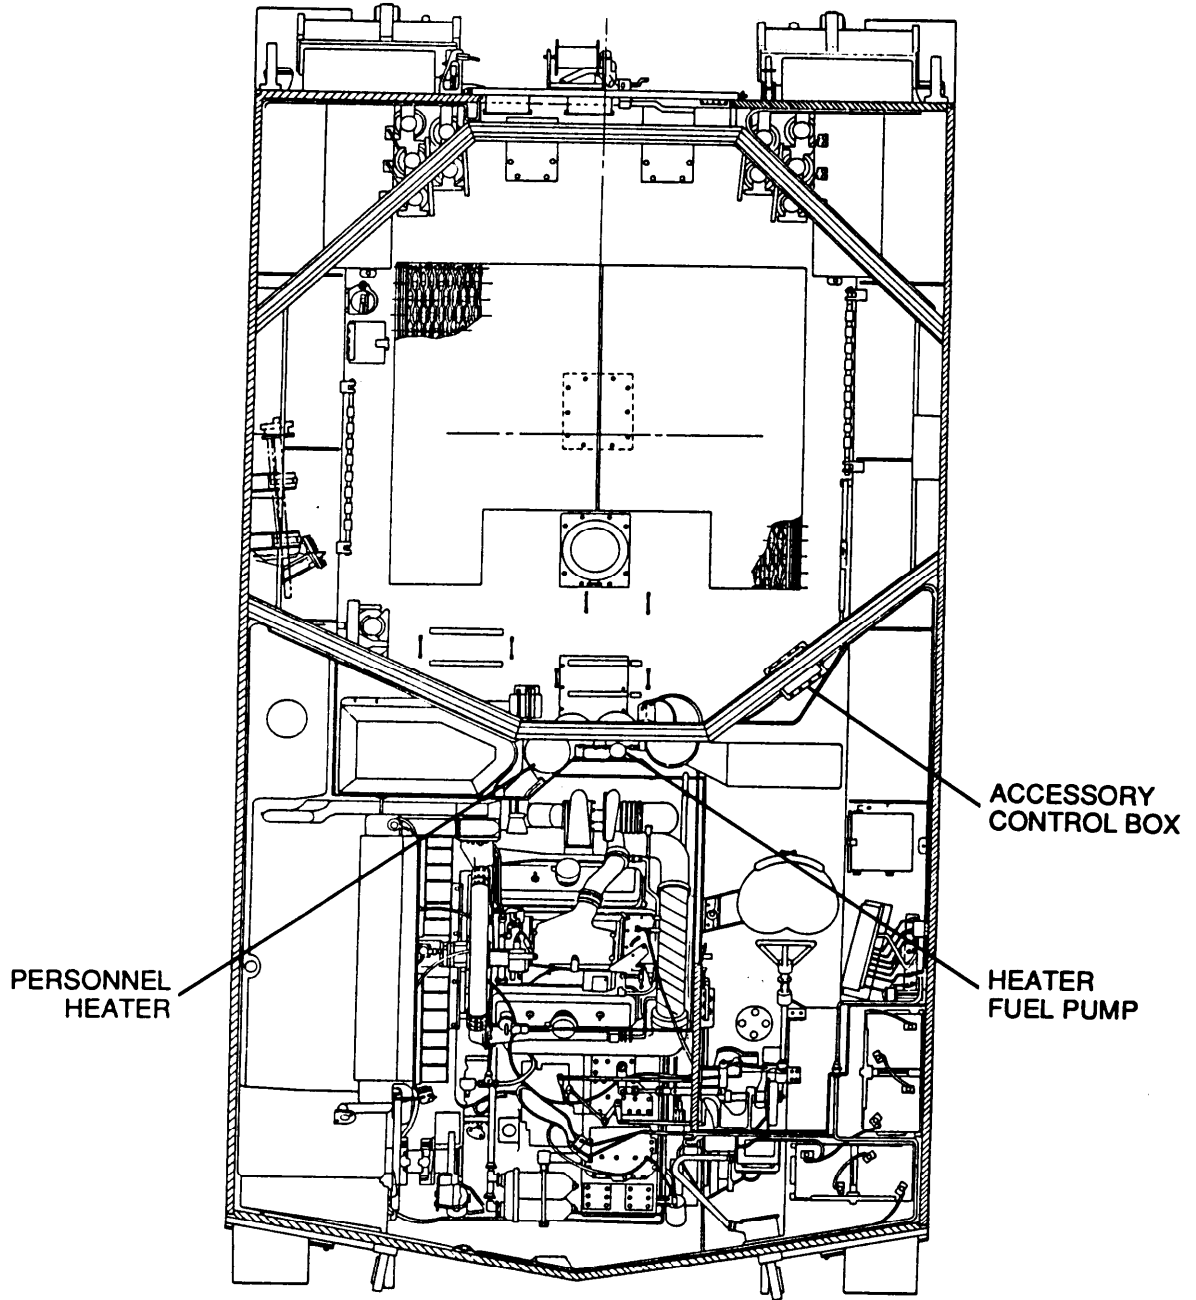 ACCESSORY
CONTROL BOX
PERSONNEL
HEATER
HEATER
FUEL PUMP